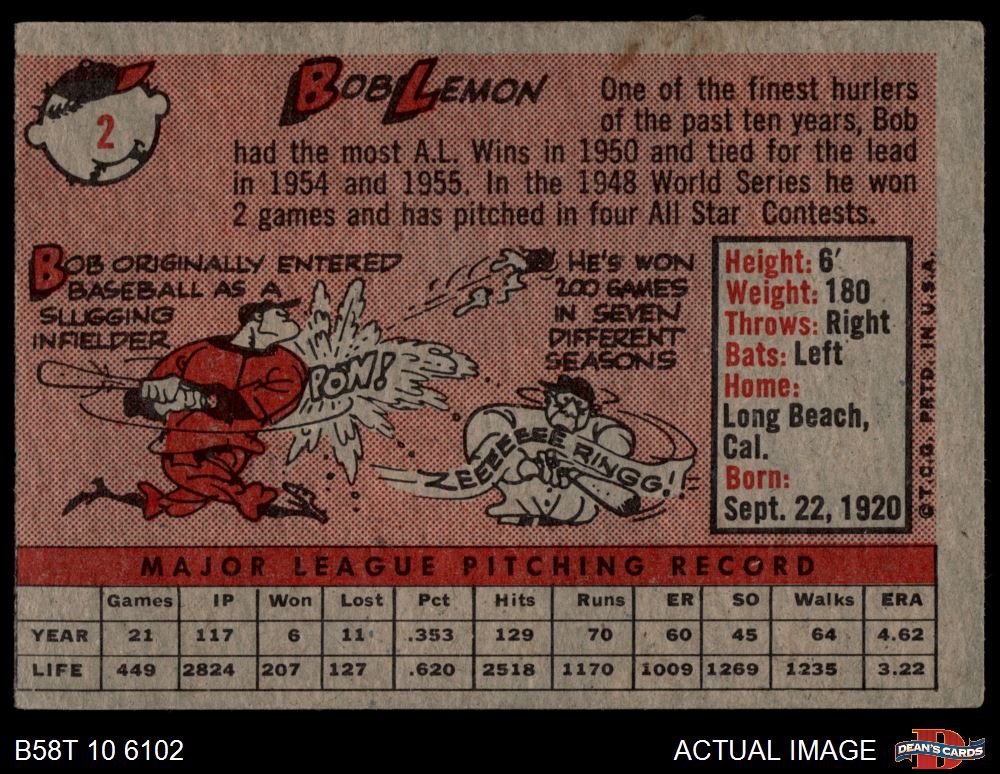 2
BOB LEMON
One of the finest hurlers
of the past ten years, Bob
had the most A.L. Wins in 1950 and tied for the lead
in 1954 and 1955. In the 1948 World Series he won
2 games and has pitched in four All Star Contests.
BOB ORIGINALLY ENTERED
BASEBALL AS A
SLUGGING
INFIELDER
POW!
HE'S WON
200 GAMES
IN SEVEN
DIFFERENT
SEASONS
ZEEEEEEEE RINGG!!
Height: 6'
Weight: 180
Throws: Right
Bats: Left
Home:
Long Beach,
Cal.
Born:
Sept. 22, 1920
© T.C.G. PRTD. IN U.S.A.
MAJOR LEAGUE PITCHING RECORD
Games IP Won Lost Pct Hits Runs ER SO Walks ERA
YEAR 21 117 6 11 .353 129 70 60 45 64 4.62
LIFE 449 2824 207 127 .620 2518 1170 1009 1269 1235 3.22
B58T 10 6102
ACTUAL IMAGE
DEAN'S CARDS